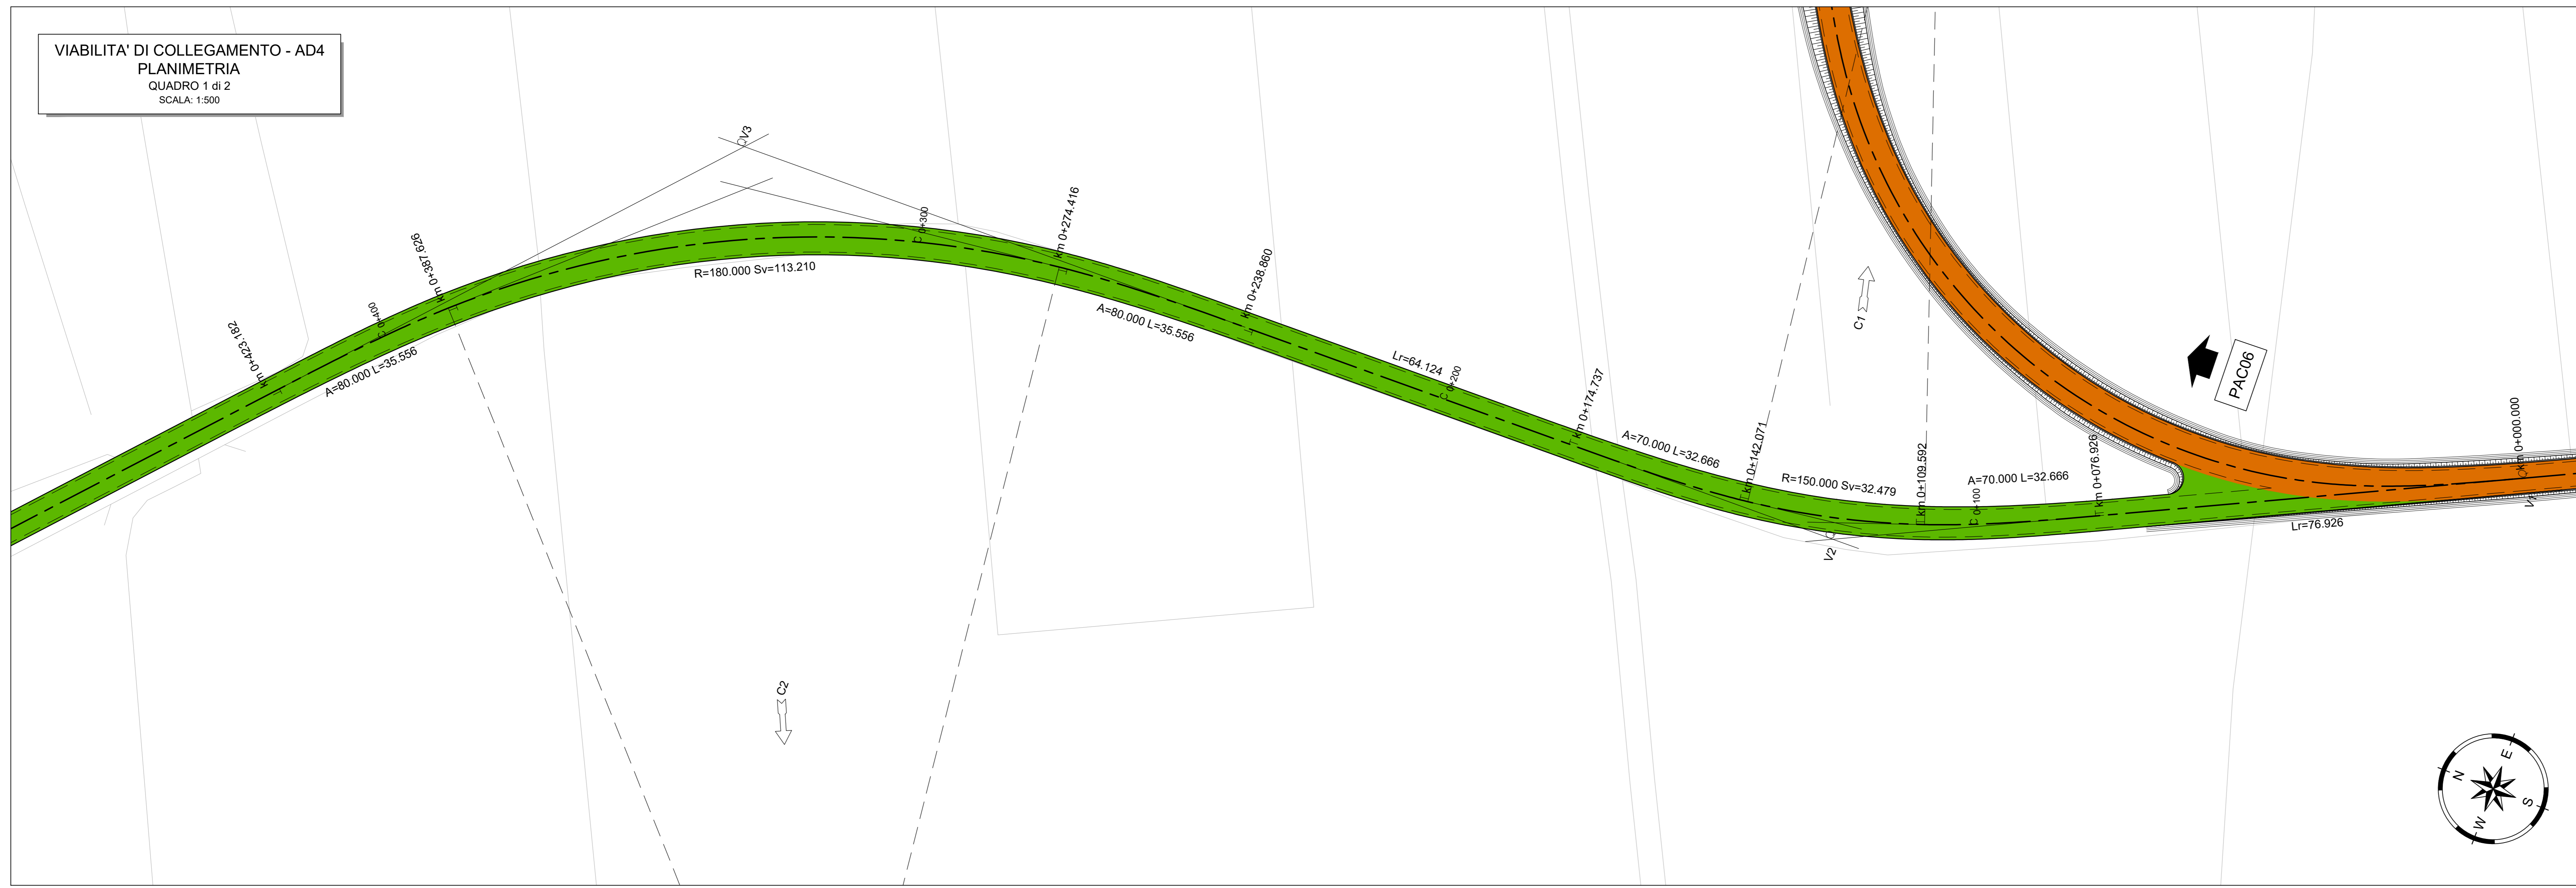 VIABILITA' DI COLLEGAMENTO - AD4
PLANIMETRIA
QUADRO 1 di 2
SCALA: 1:500
V3
km 0+423.182
C 0+400
km 0+387.626
A=80.000 L=35.556
R=180.000 Sv=113.210
C 0+300
km 0+274.416
A=80.000 L=35.556
km 0+238.860
Lr=64.124
C 0+200
km 0+174.737
A=70.000 L=32.666
km 0+142.071
R=150.000 Sv=32.479
V2
km 0+109.592
C 0+100
A=70.000 L=32.666
km 0+076.926
Lr=76.926
km 0+000.000
V1
C1
C2
PAC06
N
E
S
W